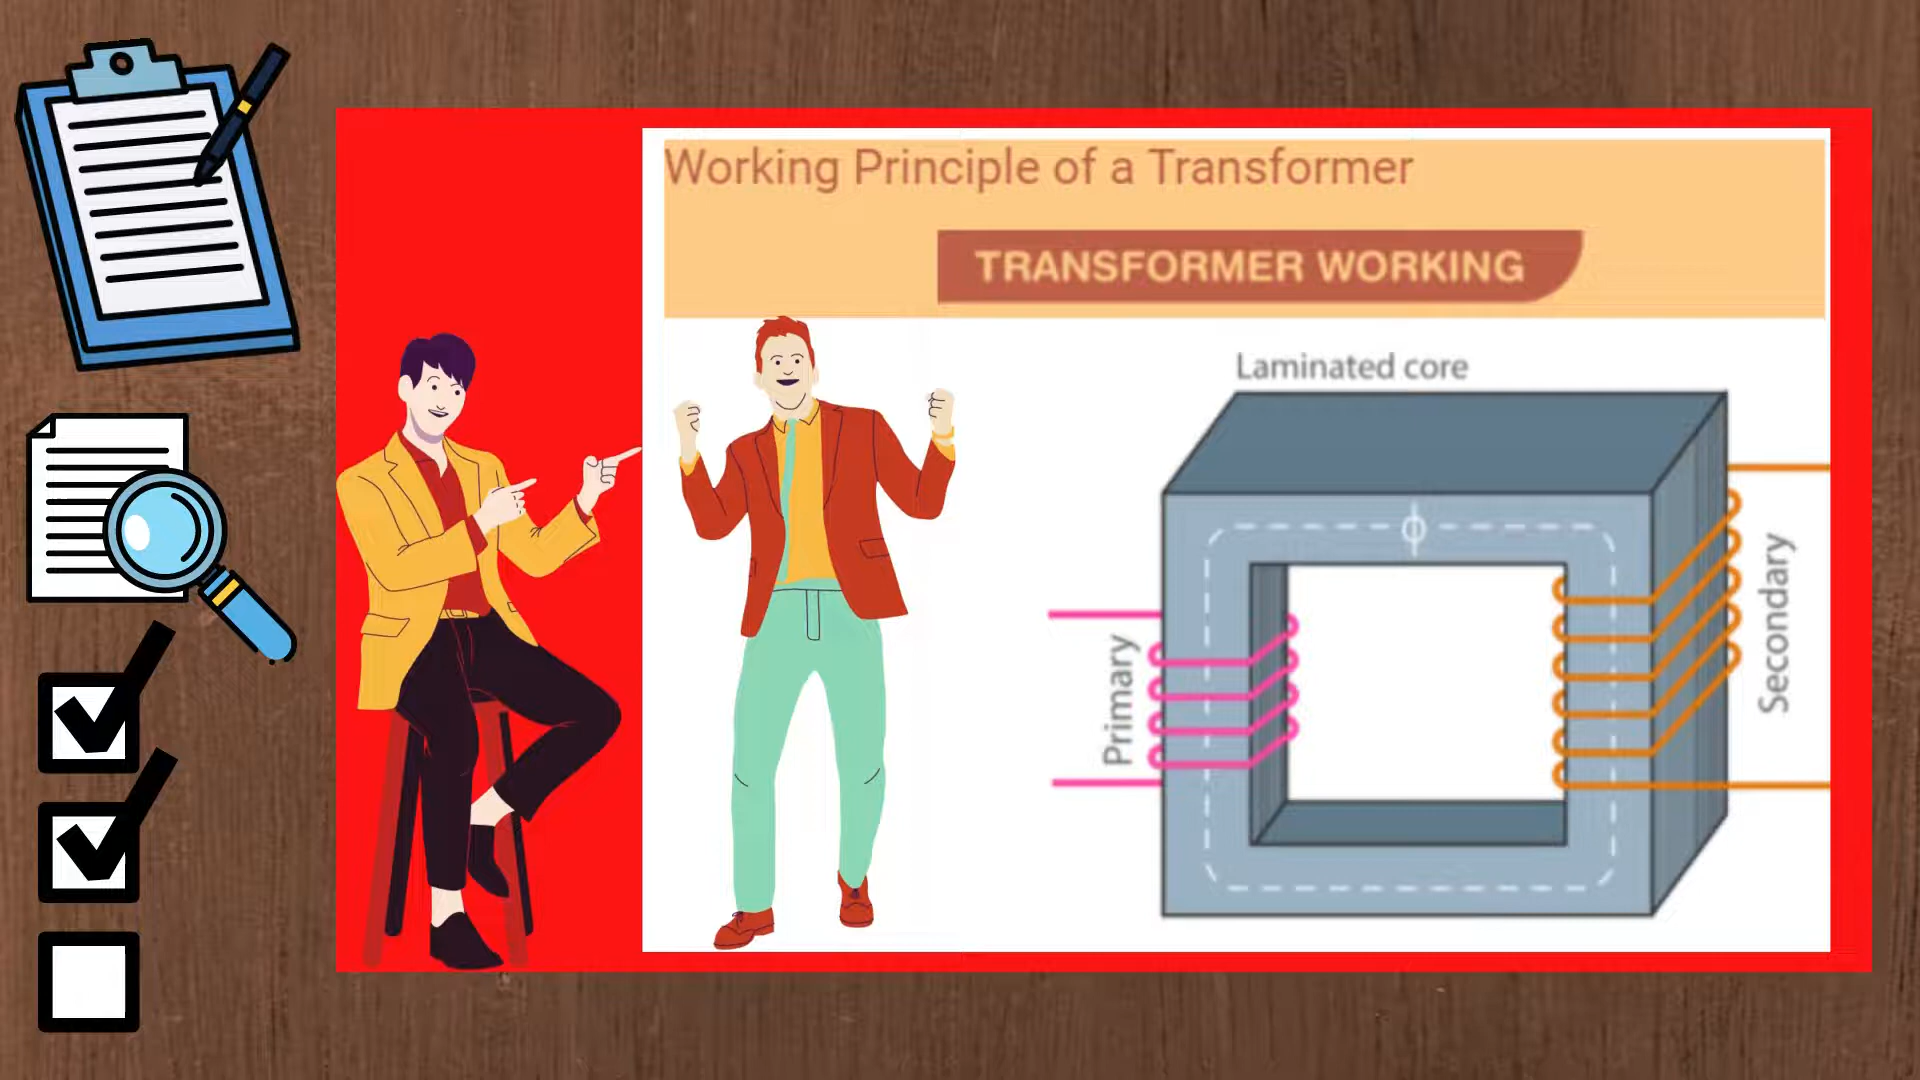 Working Principle of a Transformer
TRANSFORMER WORKING
Laminated core
Φ
Primary
Secondary